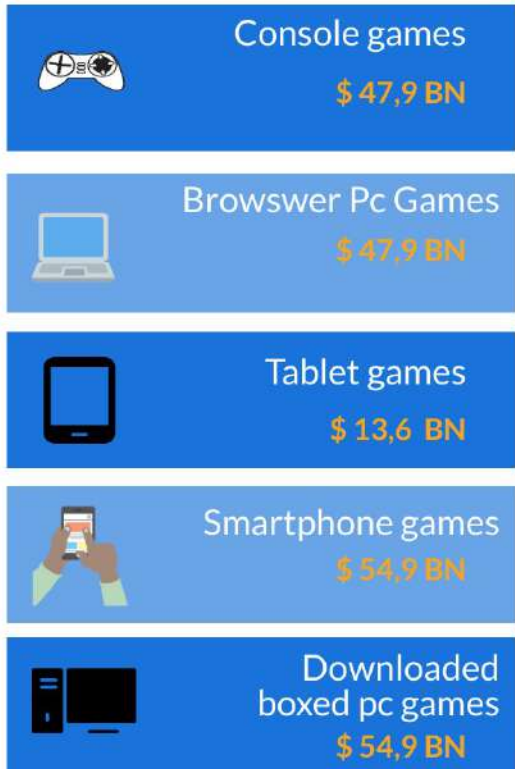 Console games
$ 47,9 BN
Browswer Pc Games
$ 47,9 BN
Tablet games
$ 13,6 BN
Smartphone games
$ 54,9 BN
Downloaded
boxed pc games
$ 54,9 BN